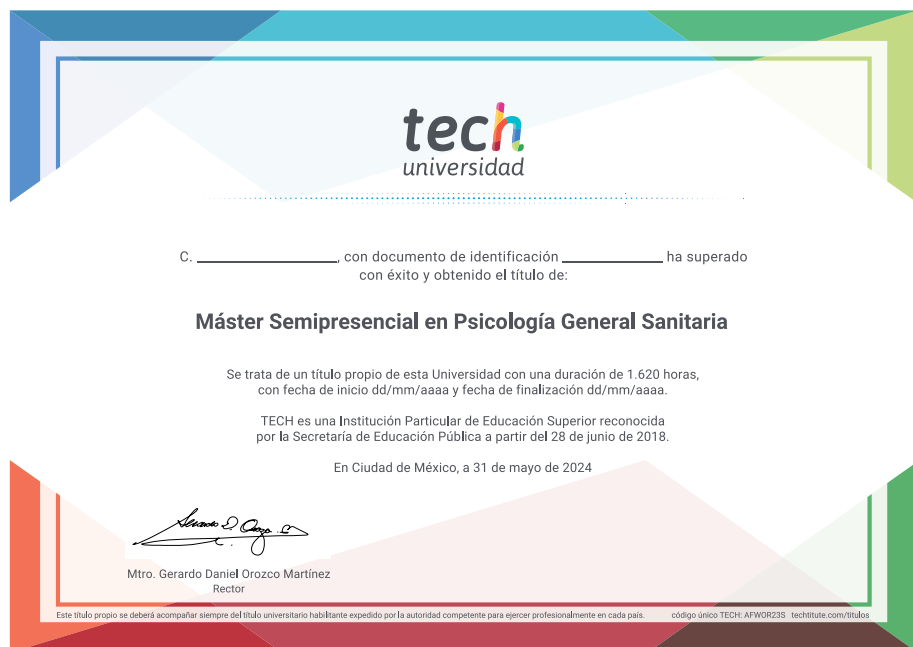 tech
universidad
C. ____________________, con documento de identificación ______________ ha superado
con éxito y obtenido el título de:
Máster Semipresencial en Psicología General Sanitaria
Se trata de un título propio de esta Universidad con una duración de 1.620 horas,
con fecha de inicio dd/mm/aaaa y fecha de finalización dd/mm/aaaa.
TECH es una Institución Particular de Educación Superior reconocida
por la Secretaría de Educación Pública a partir del 28 de junio de 2018.
En Ciudad de México, a 31 de mayo de 2024
Mtro. Gerardo Daniel Orozco Martínez
Rector
Este título propio se deberá acompañar siempre del título universitario habilitante expedido por la autoridad competente para ejercer profesionalmente en cada país. código único TECH: AFWOR23S techtitute.com/titulos